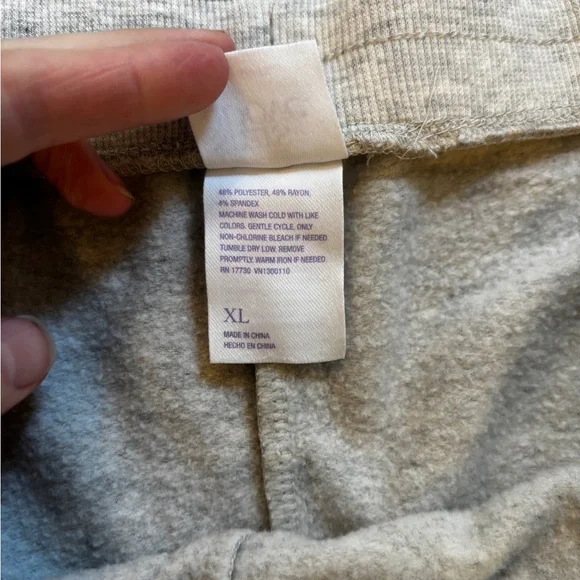 48% POLYESTER, 48% RAYON,
4% SPANDEX
MACHINE WASH COLD WITH LIKE
COLORS. GENTLE CYCLE, ONLY
NON-CHLORINE BLEACH IF NEEDED.
TUMBLE DRY LOW. REMOVE
PROMPTLY. WARM IRON IF NEEDED
RN 17730 VN1300110
XL
MADE IN CHINA
HECHO EN CHINA